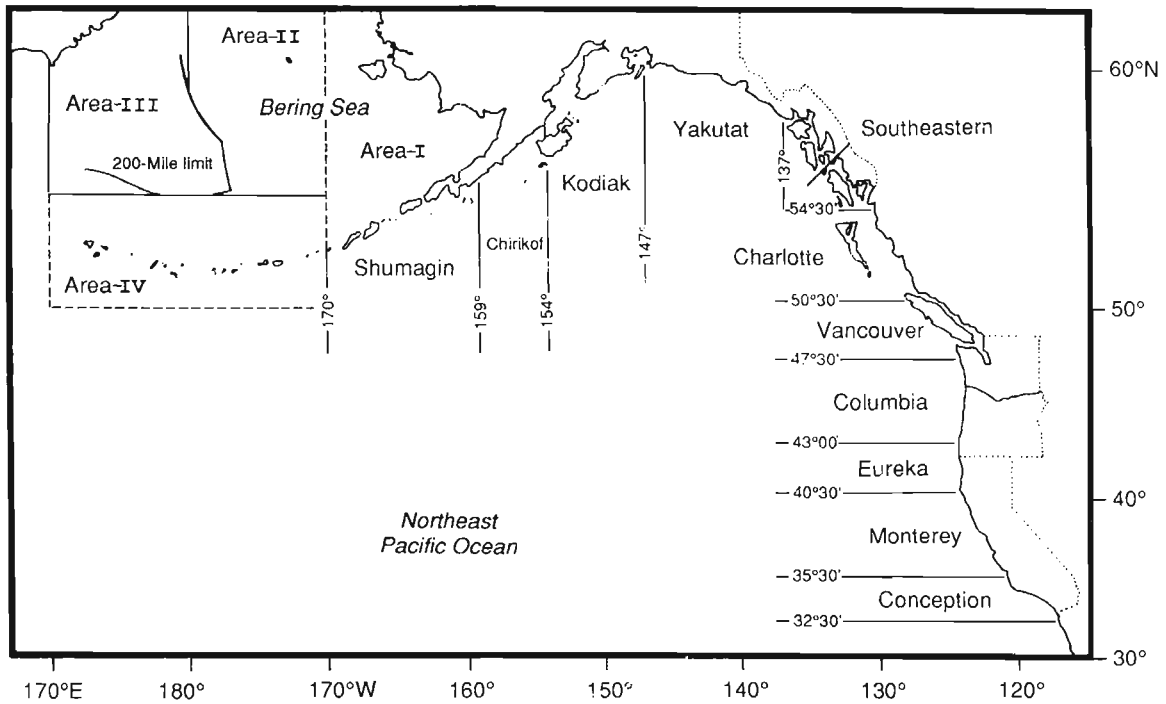 Area-II
60°N
Area-III
Bering Sea
Yakutat
Southeastern
Area-I
200-Mile limit
137°
Kodiak
54°30'
Chirikof
147°
Charlotte
Shumagin
Area-IV
170°
159°
154°
50°30'
50°
Vancouver
47°30'
Columbia
43°00'
Eureka
40°30'
40°
Northeast
Pacific Ocean
Monterey
35°30'
Conception
32°30'
30°
170°E
180°
170°W
160°
150°
140°
130°
120°